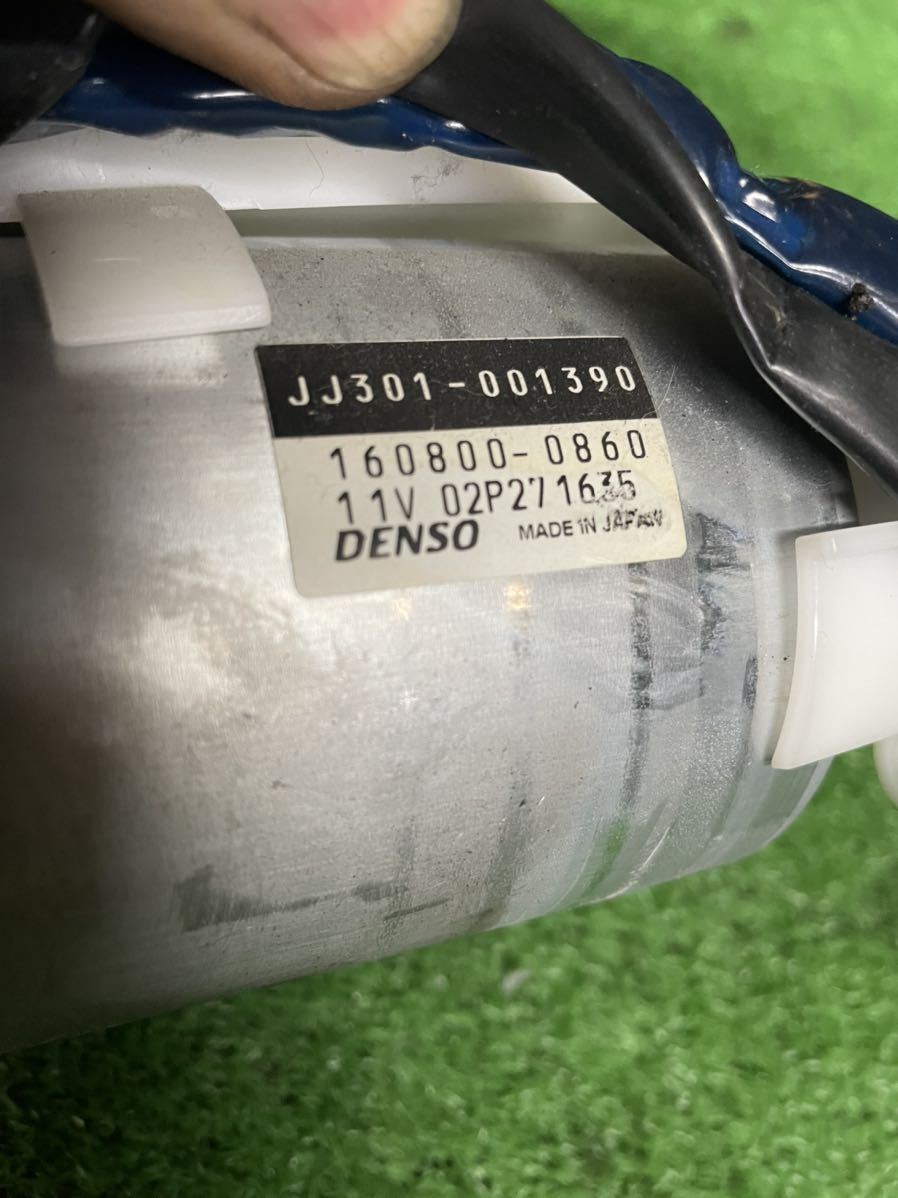 JJ301-001390
160800-0860
11V 02P271635
DENSO MADE IN JAPAN